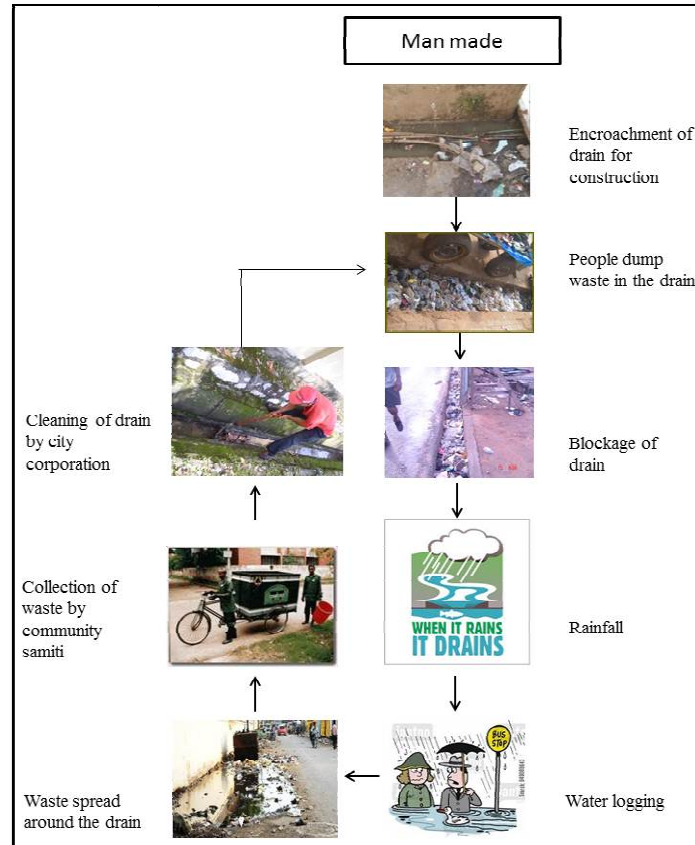 Man made
Encroachment of
drain for
construction
People dump
waste in the drain
Cleaning of drain
by city
corporation
Blockage of
drain
Collection of
waste by
community
samiti
WHEN IT RAINS
IT DRAINS
Rainfall
BUS
STOP
Waste spread
around the drain
Water logging